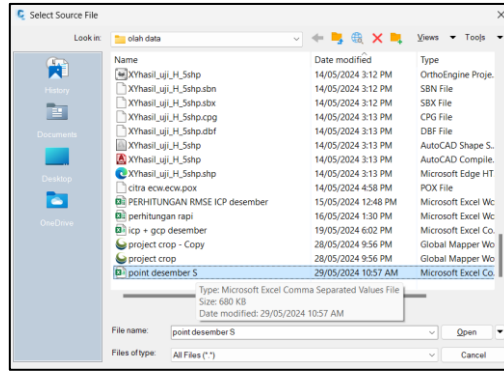 Select Source File
Look in:
olah data
Views
Tools
History
Documents
Desktop
OneDrive
Name Date modified Type
XYhasil_uji_H_5shp 14/05/2024 3:12 PM OrthoEngine Proje..
XYhasil_uji_H_5shp.sbn 14/05/2024 3:12 PM SBN File
XYhasil_uji_H_5shp.sbx 14/05/2024 3:12 PM SBX File
XYhasil_uji_H_5shp.cpg 14/05/2024 3:13 PM CPG File
XYhasil_uji_H_5shp.dbf 14/05/2024 3:13 PM DBF File
XYhasil_uji_H_5shp 14/05/2024 3:13 PM AutoCAD Shape S..
XYhasil_uji_H_5shp 14/05/2024 3:13 PM AutoCAD Compile.
XYhasil_uji_H_5shp.shp 14/05/2024 3:13 PM Microsoft Edge HT
citra ecw.ecw.pox 14/05/2024 4:58 PM POX File
PERHITUNGAN RMSE ICP desember 15/05/2024 12:48 PM Microsoft Excel Wc
perhitungan rapi 16/05/2024 1:30 PM Microsoft Excel Wc
icp + gcp desember 19/05/2024 6:02 PM Microsoft Excel Co.
project crop - Copy 28/05/2024 9:56 PM Global Mapper Wo
project crop 28/05/2024 9:56 PM Global Mapper Wo
point desember S 29/05/2024 10:57 AM Microsoft Excel Co.
Type: Microsoft Excel Comma Separated Values File
Size: 680 KB
Date modified: 29/05/2024 10:57 AM
File name: point desember S Open
Files of type: All Files (*.*) Cancel